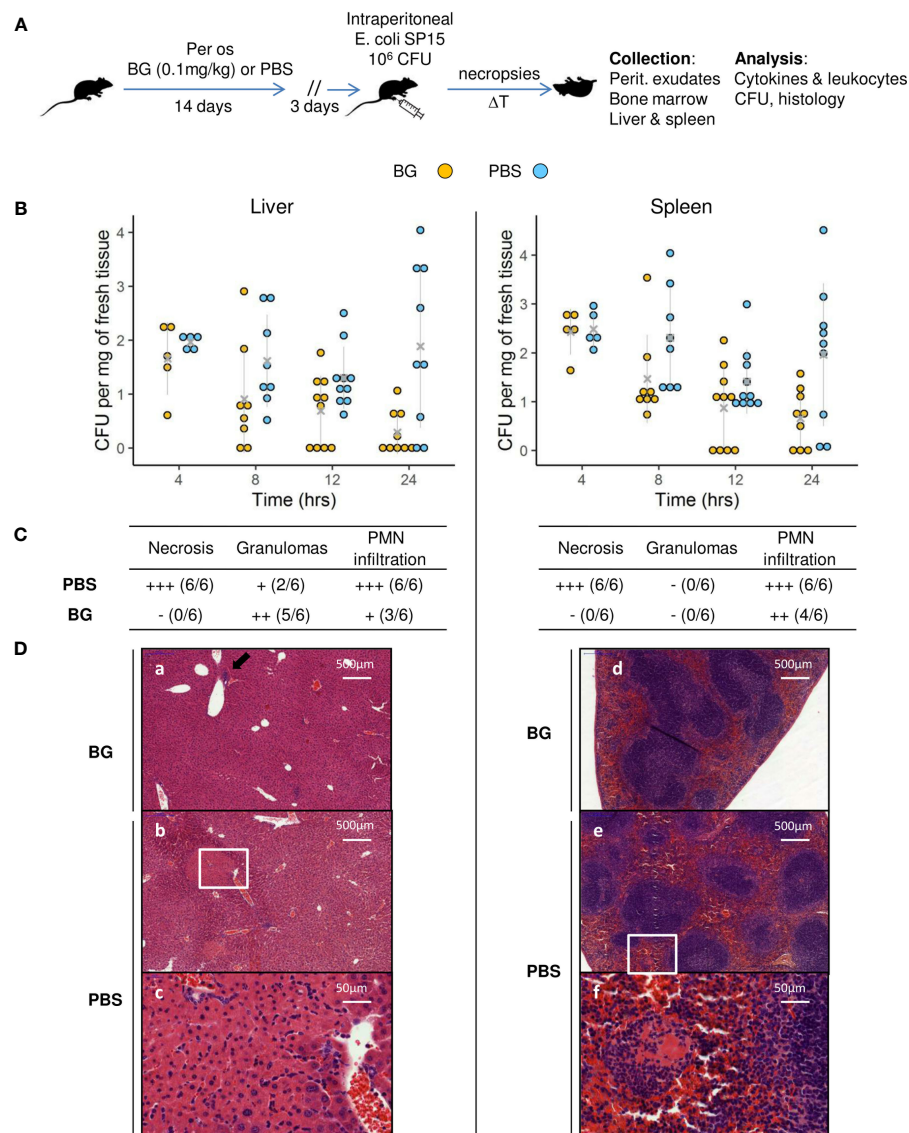 A
Per os
BG (0.1mg/kg) or PBS
14 days
//
3 days
Intraperitoneal
E. coli SP15
10⁶ CFU
necropsies
ΔT
Collection:
Perit. exudates
Bone marrow
Liver & spleen
Analysis:
Cytokines & leukocytes
CFU, histology
BG
PBS
B
Liver
CFU per mg of fresh tissue
4
3
2
1
0
4
8
12
24
Time (hrs)
Spleen
CFU per mg of fresh tissue
4
3
2
1
0
4
8
12
24
Time (hrs)
C
Necrosis Granulomas PMN infiltration
PBS +++ (6/6) + (2/6) +++ (6/6)
BG - (0/6) ++ (5/6) + (3/6)
Necrosis Granulomas PMN infiltration
+++ (6/6) - (0/6) +++ (6/6)
- (0/6) - (0/6) ++ (4/6)
D
BG
a
500µm
PBS
b
500µm
c
50µm
BG
d
500µm
PBS
e
500µm
f
50µm